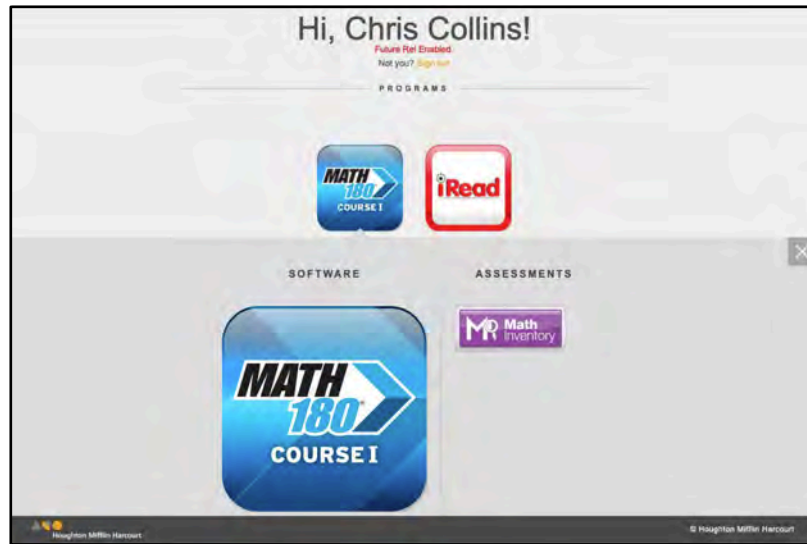 Hi, Chris Collins!
Future Rel Enabled
Not you? Sign out
PROGRAMS
MATH
180
COURSE I
iRead
SOFTWARE
ASSESSMENTS
MATH
180
COURSE I
MI Math
Inventory
Houghton Mifflin Harcourt
© Houghton Mifflin Harcourt